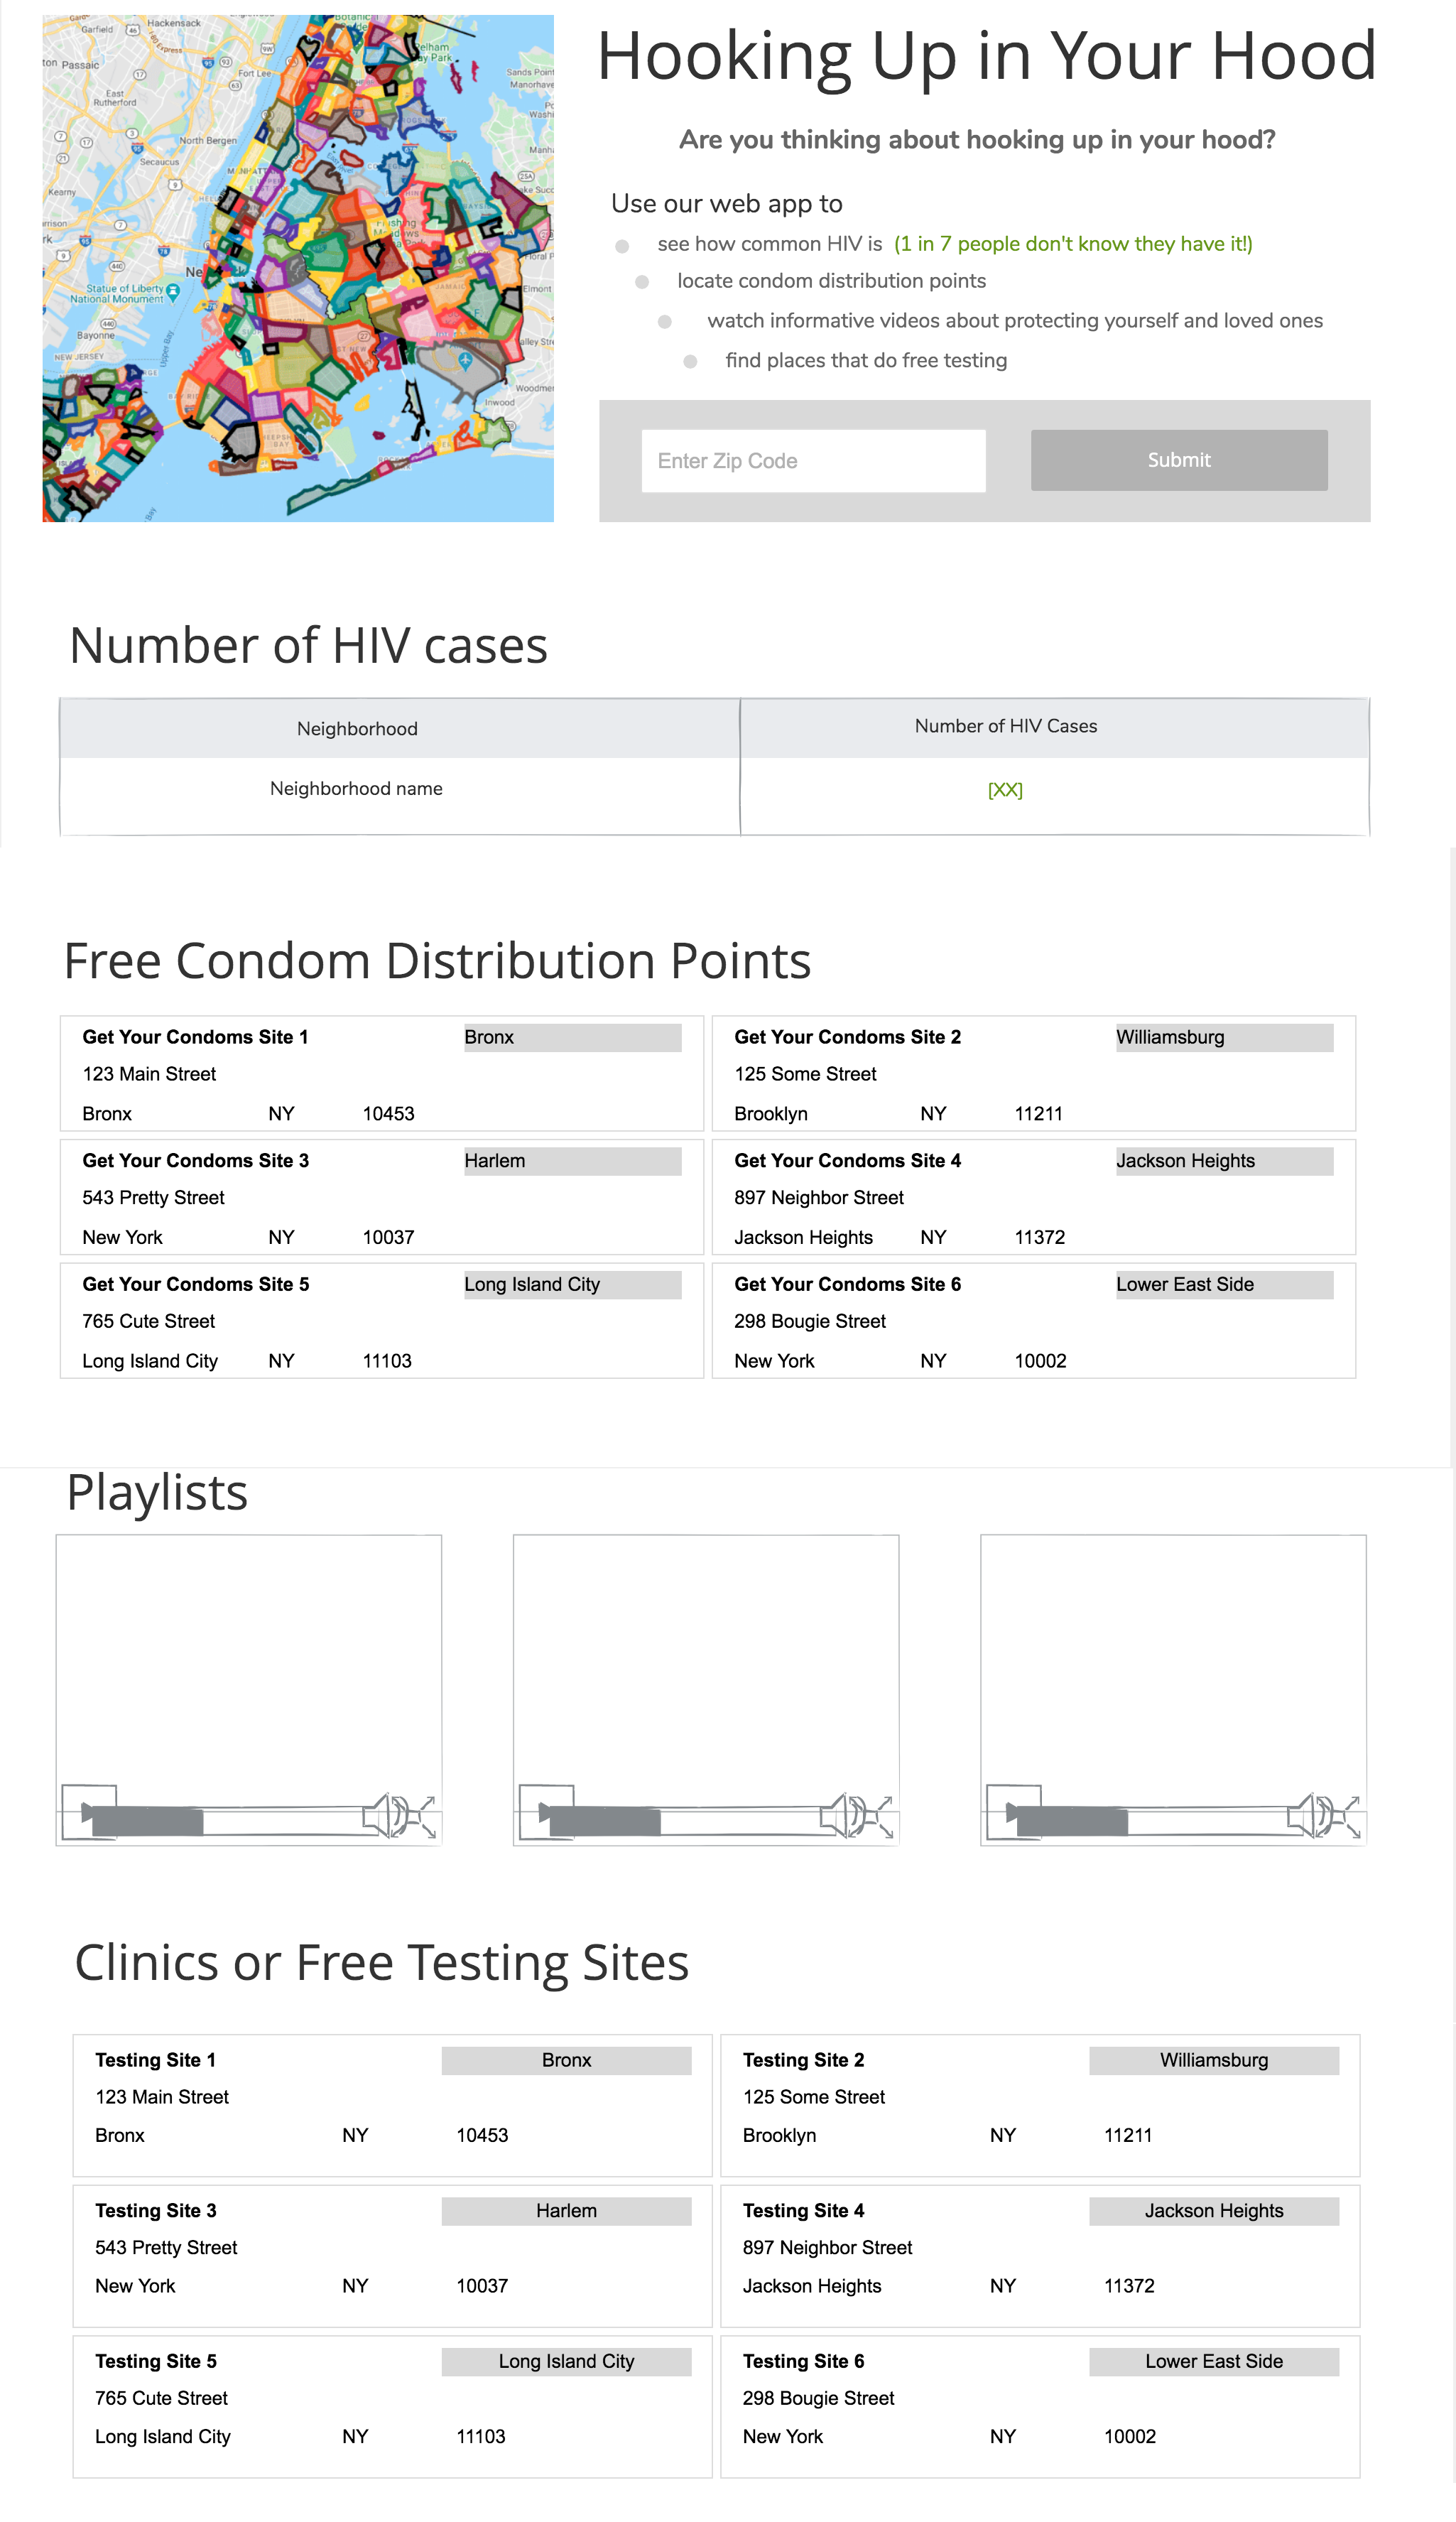 Hooking Up in Your Hood
Are you thinking about hooking up in your hood?
Use our web app to
see how common HIV is (1 in 7 people don't know they have it!)
locate condom distribution points
watch informative videos about protecting yourself and loved ones
find places that do free testing
Enter Zip Code
Submit
Garfield
Hackensack
Passaic
Fort Lee
East
Rutherford
North Bergen
Secaucus
Kearny
Statue of Liberty
National Monument
Bayonne
NEW JERSEY
Upper Bay
Pelham
Bay Park
Sands Point
Manorhave
Elmont
Woodmer
Inwood
Number of HIV cases
Neighborhood
Number of HIV Cases
Neighborhood name
[XX]
Free Condom Distribution Points
Get Your Condoms Site 1
Bronx
123 Main Street
Bronx NY 10453
Get Your Condoms Site 2
Williamsburg
125 Some Street
Brooklyn NY 11211
Get Your Condoms Site 3
Harlem
543 Pretty Street
New York NY 10037
Get Your Condoms Site 4
Jackson Heights
897 Neighbor Street
Jackson Heights NY 11372
Get Your Condoms Site 5
Long Island City
765 Cute Street
Long Island City NY 11103
Get Your Condoms Site 6
Lower East Side
298 Bougie Street
New York NY 10002
Playlists
Clinics or Free Testing Sites
Testing Site 1
Bronx
123 Main Street
Bronx NY 10453
Testing Site 2
Williamsburg
125 Some Street
Brooklyn NY 11211
Testing Site 3
Harlem
543 Pretty Street
New York NY 10037
Testing Site 4
Jackson Heights
897 Neighbor Street
Jackson Heights NY 11372
Testing Site 5
Long Island City
765 Cute Street
Long Island City NY 11103
Testing Site 6
Lower East Side
298 Bougie Street
New York NY 10002